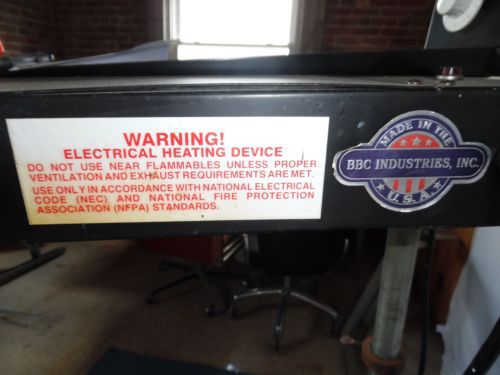 WARNING!
ELECTRICAL HEATING DEVICE
DO NOT USE NEAR FLAMMABLES UNLESS PROPER
VENTILATION AND EXHAUST REQUIREMENTS ARE MET.
USE ONLY IN ACCORDANCE WITH NATIONAL ELECTRICAL
CODE (NEC) AND NATIONAL FIRE PROTECTION
ASSOCIATION (NFPA) STANDARDS.
MADE IN THE
BBC INDUSTRIES, INC.
U.S.A.